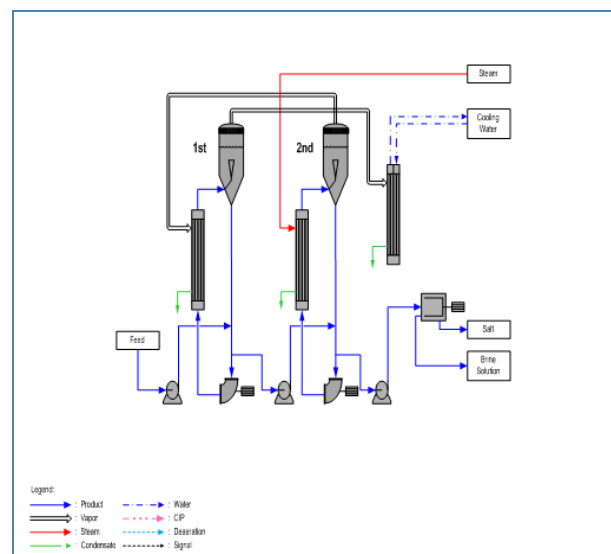 Steam
Cooling
Water
1st
2nd
Feed
Salt
Brine
Solution
Legend:
: Product
: Water
: Vapor
: CIP
: Steam
: Deaeration
: Condensate
: Signal